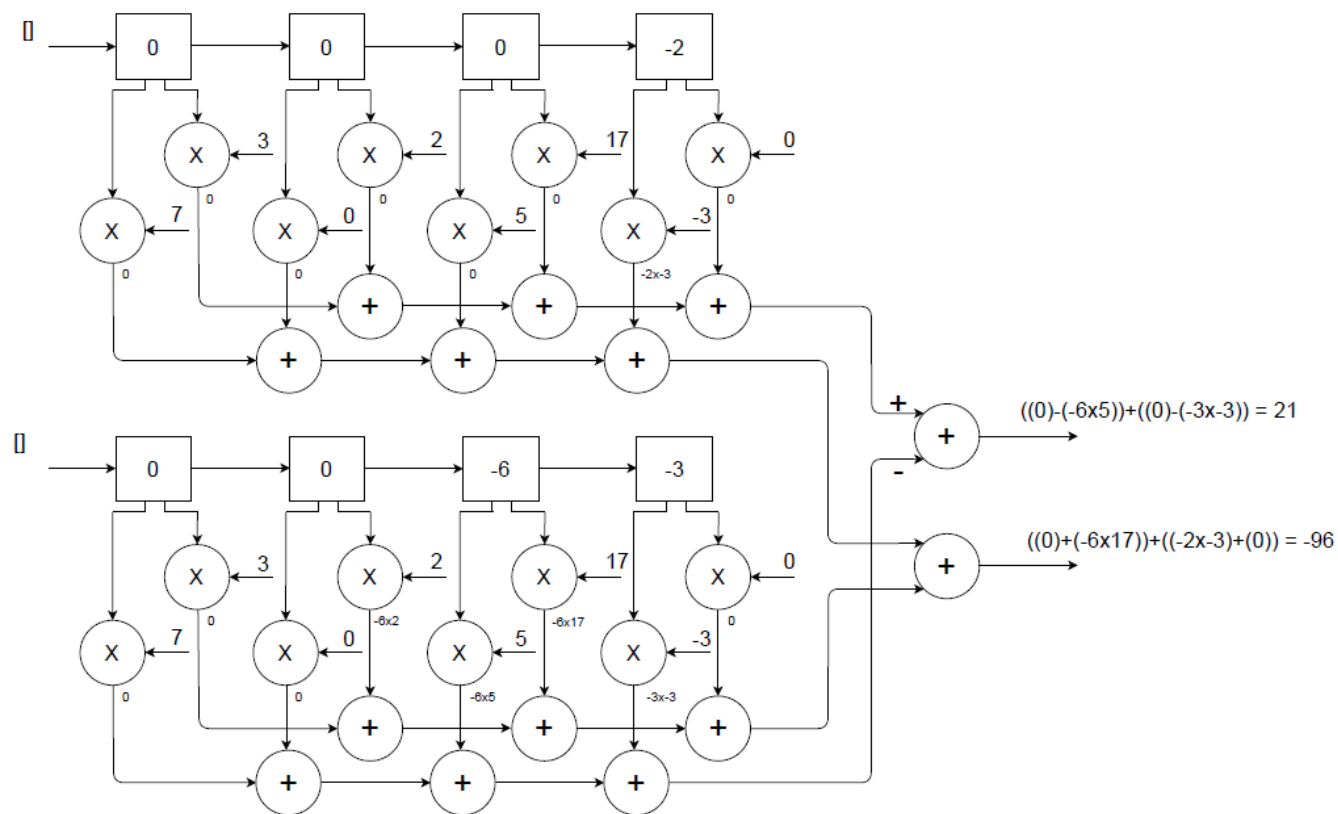 []
0 0 0 -2
X 3 X 2 X 17 X 0
0 0 0 0
X 7 X 0 X 5 X -3
0 0 0 -2x-3
+ + +
+ + +
+ ((0)-(-6x5))+((0)-(-3x-3)) = 21
+
-
[]
0 0 -6 -3
((0)+(-6x17))+((-2x-3)+(0)) = -96
+
X 3 X 2 X 17 X 0
0 -6x2 -6x17 0
X 7 X 0 X 5 X -3
0 0 -6x5 -3x-3
+ + +
+ + +